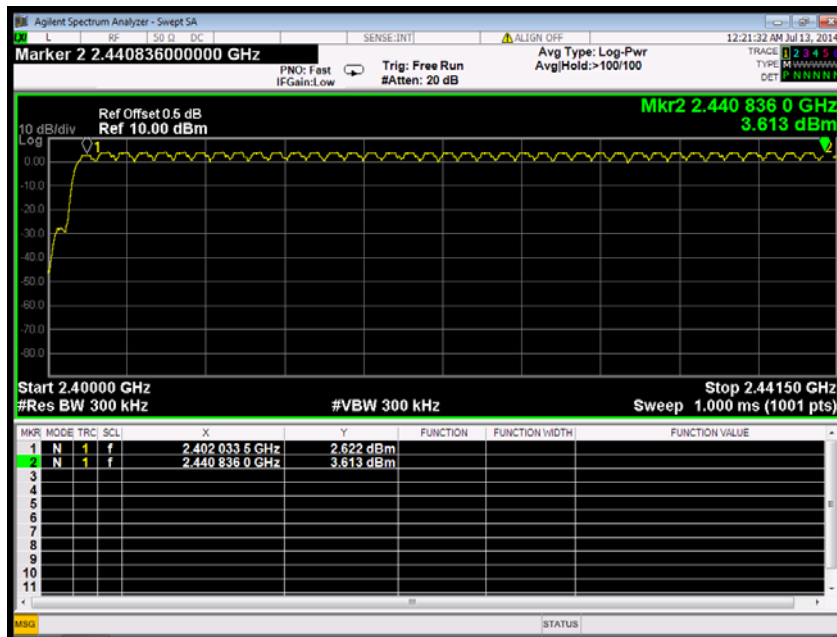 Agilent Spectrum Analyzer - Swept SA
L RF 50 Ω DC SENSE:INT ALIGN OFF 12:21:32 AM Jul 13, 2014
Marker 2 2.440836000000 GHz
PNO: Fast
IFGain:Low
Trig: Free Run
#Atten: 20 dB
Avg Type: Log-Pwr
Avg|Hold:>100/100
TRACE 1 2 3 4 5
TYPE M
DET P N N N N N
Mkr2 2.440 836 0 GHz
3.613 dBm
Ref Offset 0.5 dB
10 dB/div Ref 10.00 dBm
Log
1
2
0.00
-10.0
-20.0
-30.0
-40.0
-50.0
-60.0
-70.0
-80.0
Start 2.40000 GHz Stop 2.44150 GHz
#Res BW 300 kHz #VBW 300 kHz Sweep 1.000 ms (1001 pts)
MKR MODE TRC SCL X Y FUNCTION FUNCTION WIDTH FUNCTION VALUE
1 N 1 f 2.402 033 5 GHz 2.622 dBm
2 N 1 f 2.440 836 0 GHz 3.613 dBm
3
4
5
6
7
8
9
10
11
MSG STATUS